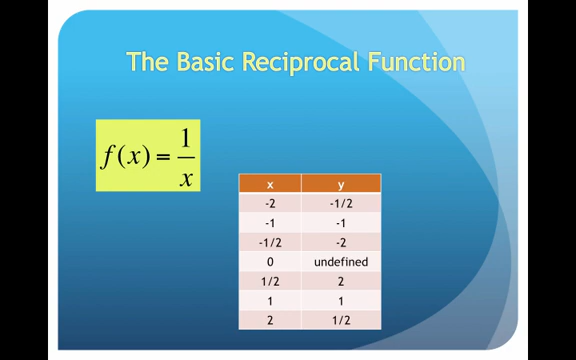 The Basic Reciprocal Function
f(x) = 1/x
x y
-2 -1/2
-1 -1
-1/2 -2
0 undefined
1/2 2
1 1
2 1/2